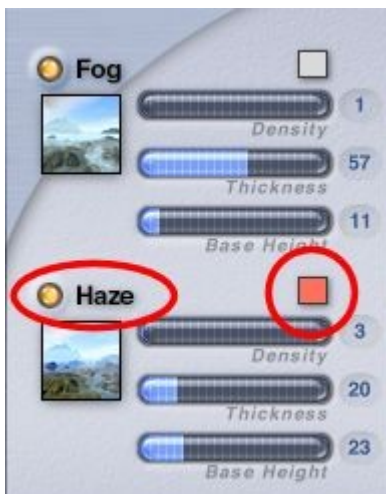 Fog
1
Density
57
Thickness
11
Base Height
Haze
3
Density
20
Thickness
23
Base Height